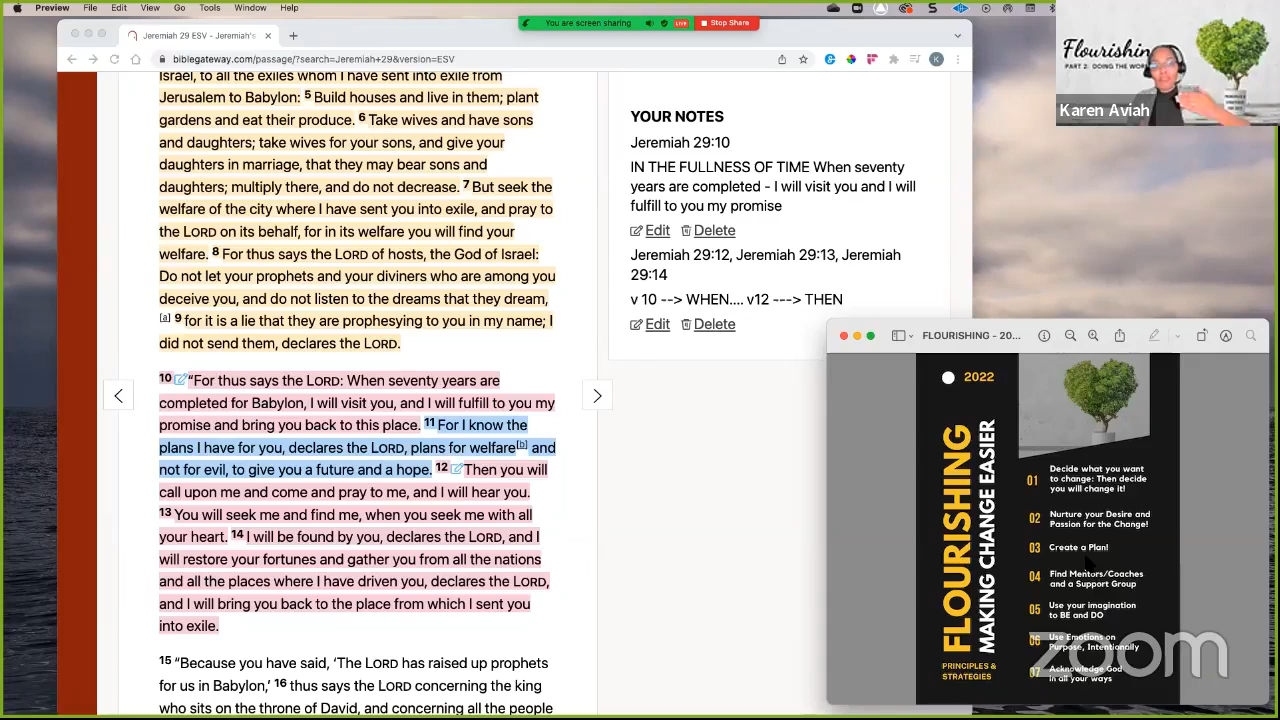 Preview File Edit View Go Tools Window Help
You are screen sharing LIVE Stop Share
Jeremiah 29 ESV - Jeremiah's
version=ESV
Israel, to all the exiles whom I have sent into exile from
Jerusalem to Babylon: 5 Build houses and live in them; plant
gardens and eat their produce. 6 Take wives and have sons
and daughters; take wives for your sons, and give your
daughters in marriage, that they may bear sons and
daughters; multiply there, and do not decrease. 7 But seek the
welfare of the city where I have sent you into exile, and pray to
the LORD on its behalf, for in its welfare you will find your
welfare. 8 For thus says the LORD of hosts, the God of Israel:
Do not let your prophets and your diviners who are among you
deceive you, and do not listen to the dreams that they dream,
[a] 9 for it is a lie that they are prophesying to you in my name; I
did not send them, declares the LORD.
10 “For thus says the LORD: When seventy years are
completed for Babylon, I will visit you, and I will fulfill to you my
promise and bring you back to this place. 11 For I know the
plans I have for you, declares the LORD, plans for welfare[b] and
not for evil, to give you a future and a hope. 12 Then you will
call upon me and come and pray to me, and I will hear you.
13 You will seek me and find me, when you seek me with all
your heart. 14 I will be found by you, declares the LORD, and I
will restore your fortunes and gather you from all the nations
and all the places where I have driven you, declares the LORD,
and I will bring you back to the place from which I sent you
into exile.
15 “Because you have said, ‘The LORD has raised up prophets
for us in Babylon,’ 16 thus says the LORD concerning the king
who sits on the throne of David, and concerning all the people
YOUR NOTES
Jeremiah 29:10
IN THE FULLNESS OF TIME When seventy
years are completed - I will visit you and I will
fulfill to you my promise
Edit Delete
Jeremiah 29:12, Jeremiah 29:13, Jeremiah
29:14
v 10 --> WHEN.... v12 ---> THEN
Edit Delete
Flourishin
PART 2: DOING THE WOR
Karen Aviah
K
FLOURISHING - 20...
2022
FLOURISHING
MAKING CHANGE EASIER
PRINCIPLES &
STRATEGIES
01 Decide what you want
to change: Then decide
you will change it!
02 Nurture your Desire and
Passion for the Change!
03 Create a Plan!
04 Find Mentors/Coaches
and a Support Group
05 Use your imagination
to BE and DO
06 Use Emotions on
Purpose, Intentionally
07 Acknowledge God
in all your ways
zoom